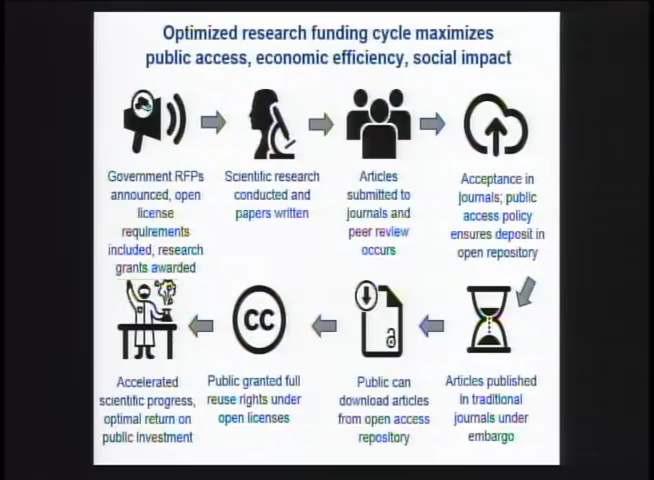 Optimized research funding cycle maximizes
public access, economic efficiency, social impact
Government RFPs
announced, open
license
requirements
included, research
grants awarded
Scientific research
conducted and
papers written
Articles
submitted to
journals and
peer review
occurs
Acceptance in
journals; public
access policy
ensures deposit in
open repository
Accelerated
scientific progress,
optimal return on
public investment
CC
Public granted full
reuse rights under
open licenses
Public can
download articles
from open access
repository
Articles published
in traditional
journals under
embargo